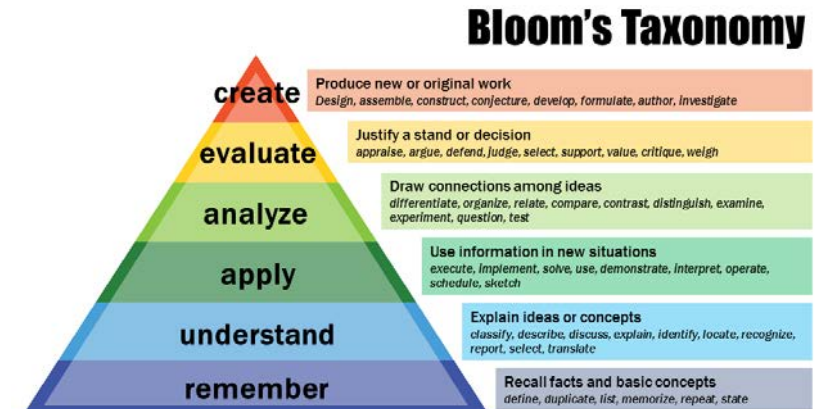 Bloom's Taxonomy
create
Produce new or original work
Design, assemble, construct, conjecture, develop, formulate, author, investigate
evaluate
Justify a stand or decision
appraise, argue, defend, judge, select, support, value, critique, weigh
analyze
Draw connections among ideas
differentiate, organize, relate, compare, contrast, distinguish, examine,
experiment, question, test
apply
Use information in new situations
execute, implement, solve, use, demonstrate, interpret, operate,
schedule, sketch
understand
Explain ideas or concepts
classify, describe, discuss, explain, identify, locate, recognize,
report, select, translate
remember
Recall facts and basic concepts
define, duplicate, list, memorize, repeat, state